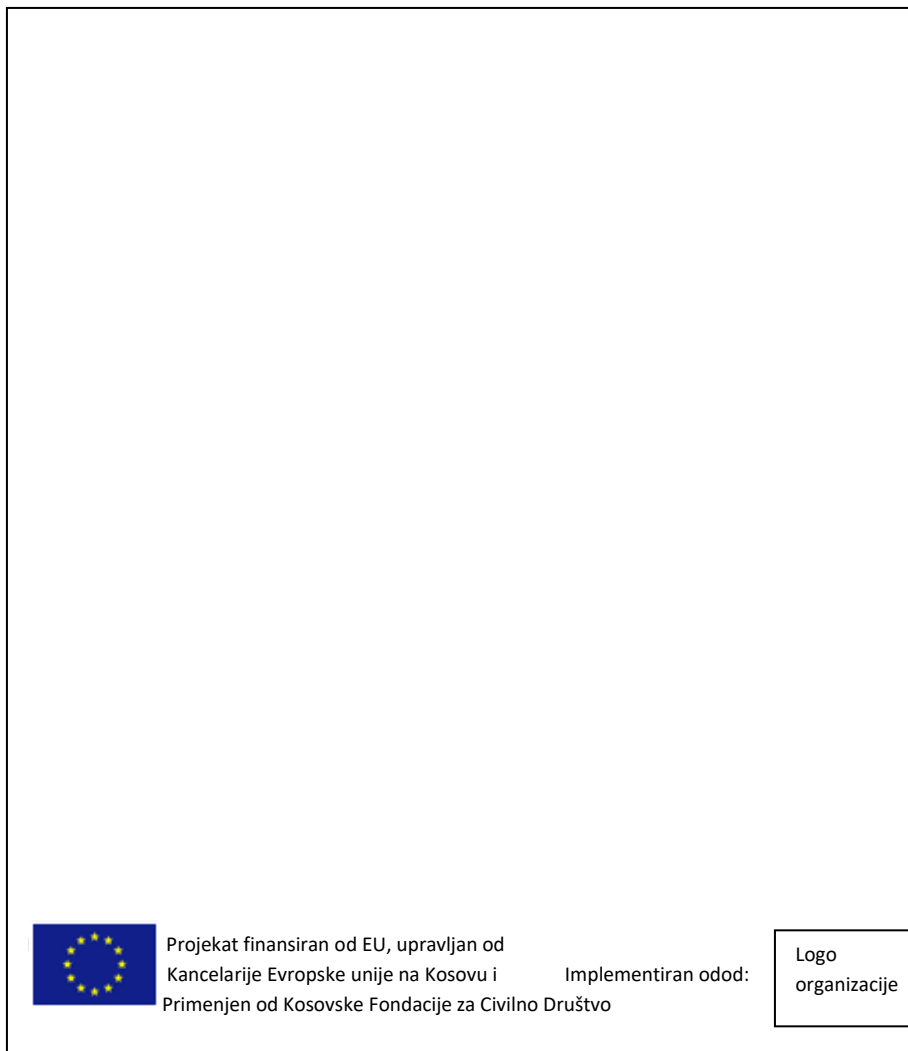 Projekat finansiran od EU, upravljan od
Kancelarije Evropske unije na Kosovu i
Implementiran odod:
Primenjen od Kosovske Fondacije za Civilno Društvo
Logo
organizacije